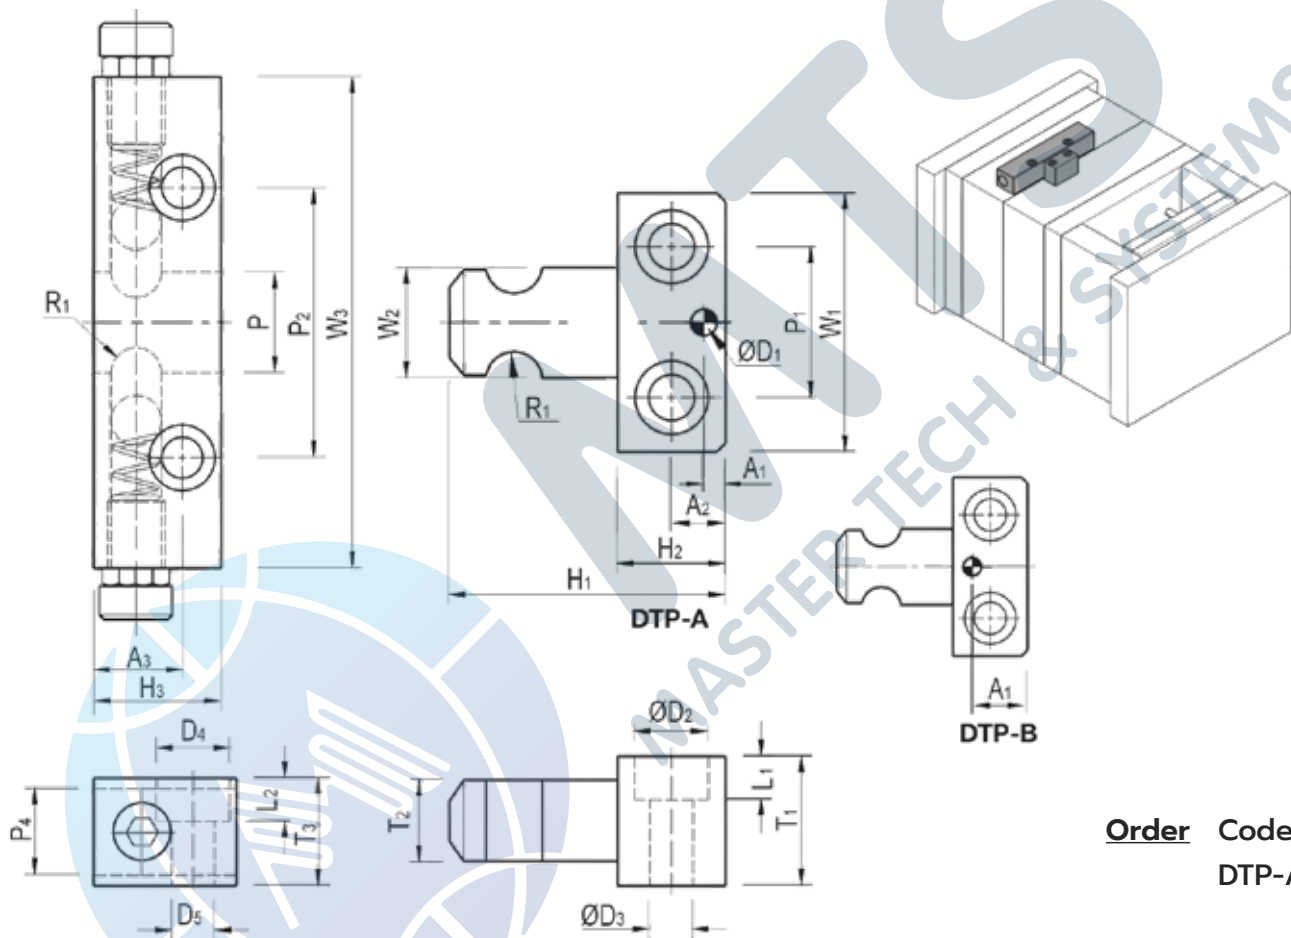 MTS
MASTER TECH & SYSTEMS
R1
P
P2
W3
A3
H3
W2
R1
ØD1
P1
W1
A1
A2
H2
H1
DTP-A
A1
DTP-B
D4
L2
P4
T3
D5
ØD2
L1
T2
T1
ØD3
Order Code
DTP-A